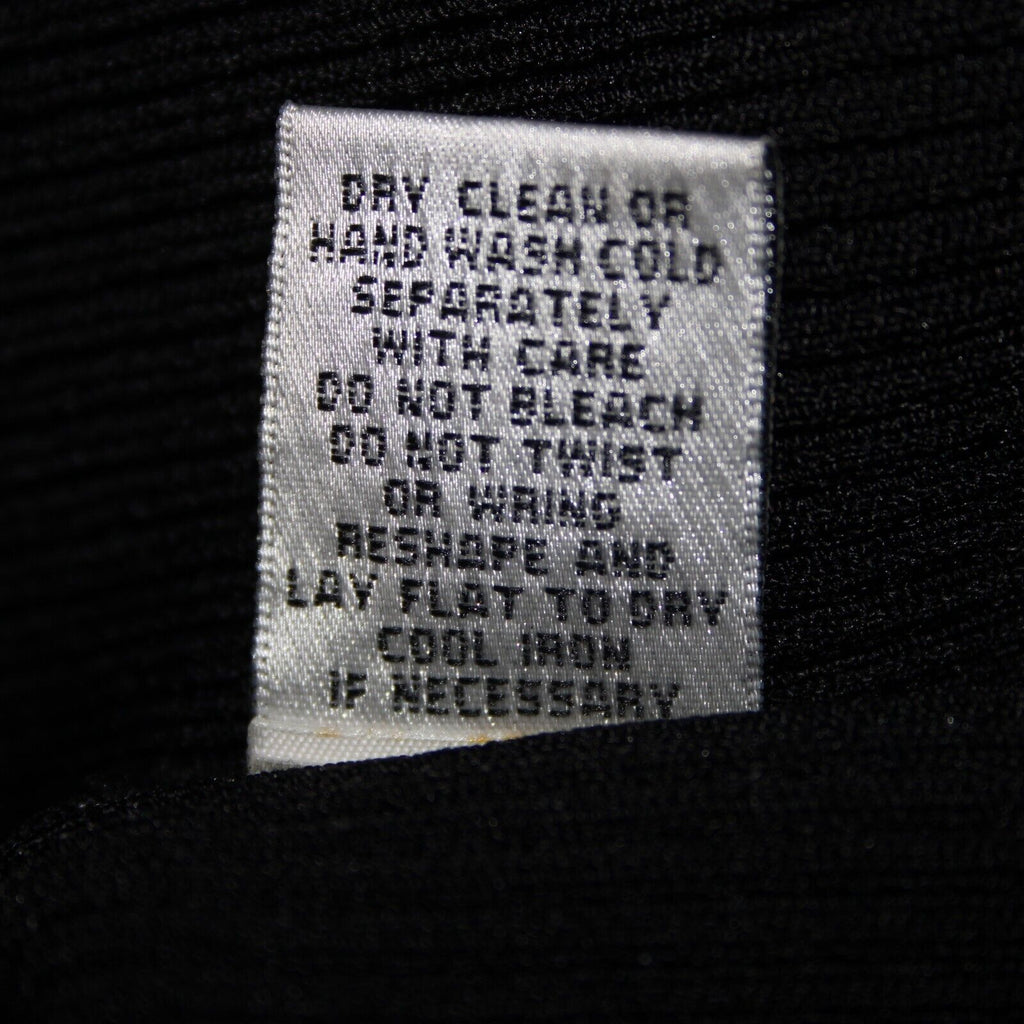 DRY CLEAN OR
HAND WASH COLD
SEPARATELY
WITH CARE
DO NOT BLEACH
DO NOT TWIST
OR WRING
RESHAPE AND
LAY FLAT TO DRY
COOL IRON
IF NECESSARY